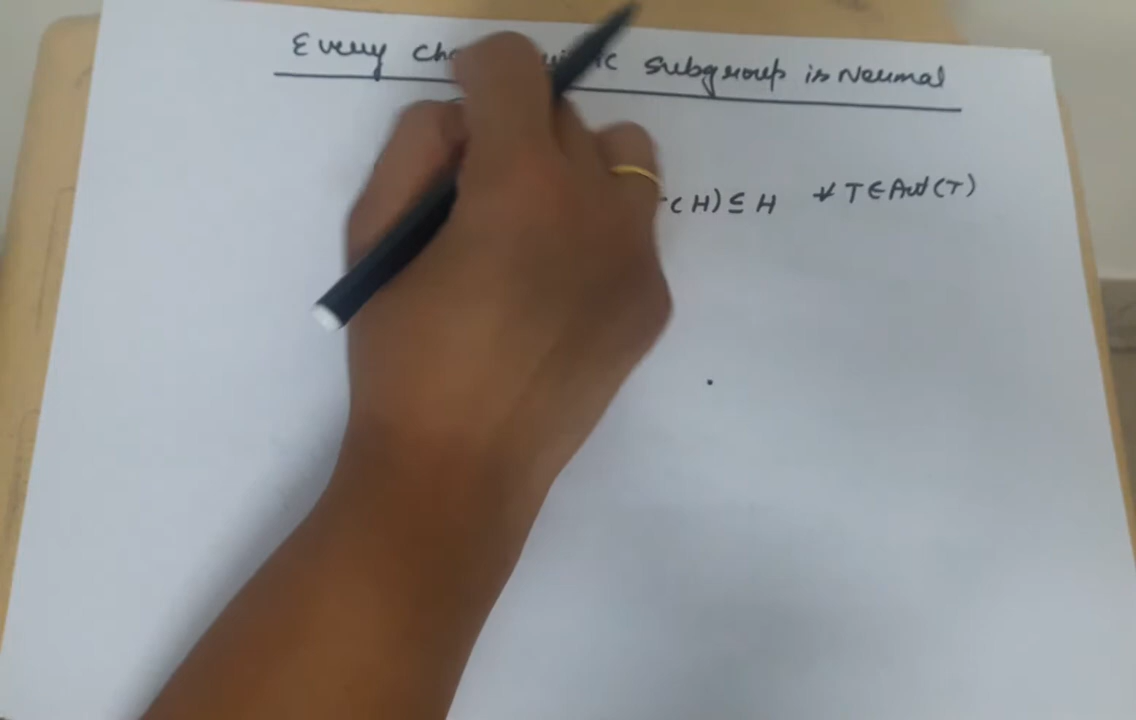 Every subgroup is Normal
(H) ⊆ H ∀ T ∈ Aut (T)